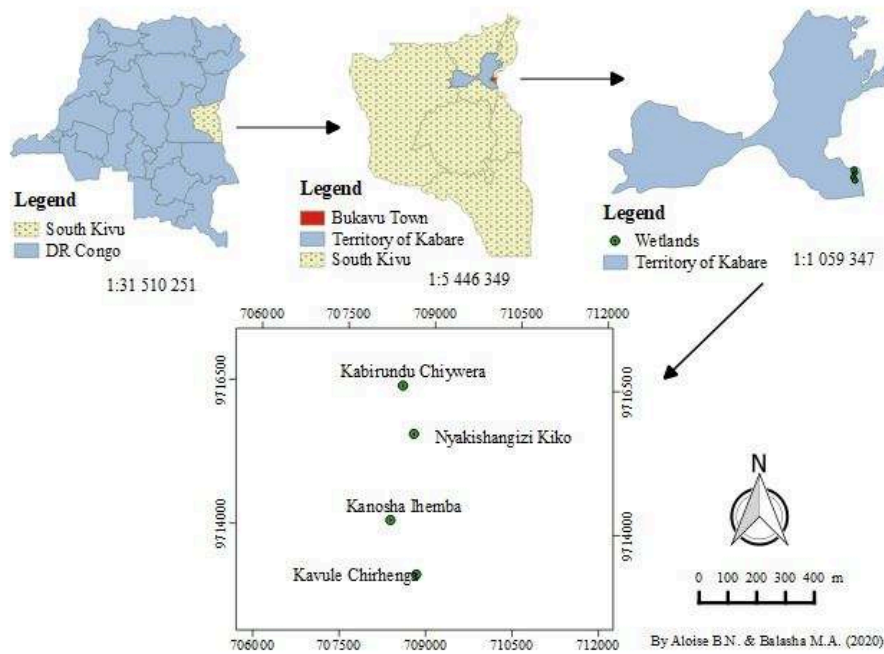 Legend
South Kivu
DR Congo
1:31 510 251
Legend
Bukavu Town
Territory of Kabare
South Kivu
1:5 446 349
Legend
Wetlands
Territory of Kabare
1:1 059 347
706000 707500 709000 710500 712000
9716500
9716500
Kabirundu Chiywera
Nyakishangizi Kiko
Kanosha Ihemba
9714000
9714000
Kavule Chirhenga
706000 707500 709000 710500 712000
N
0 100 200 300 400 m
By Aloise B.N. & Balasha M.A. (2020)